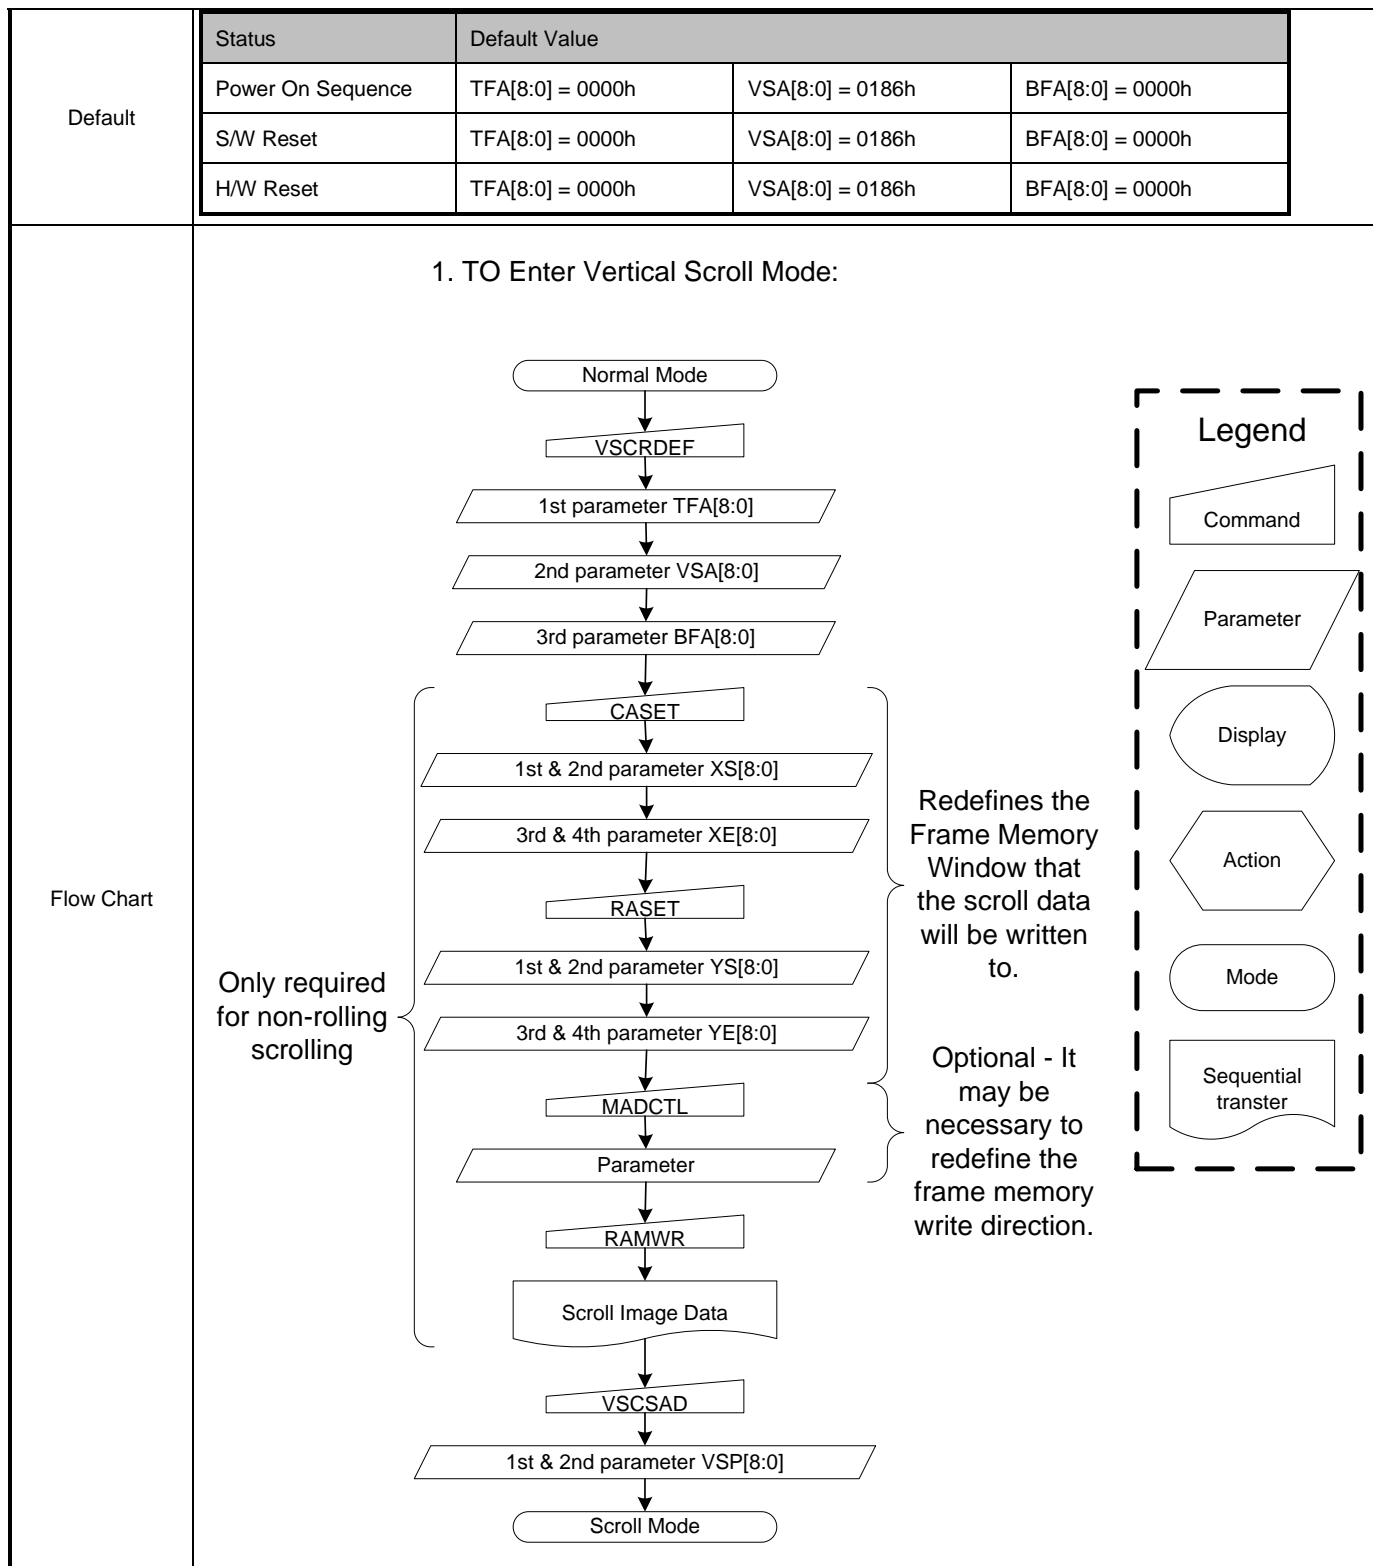 Default
Status Default Value
Power On Sequence TFA[8:0] = 0000h VSA[8:0] = 0186h BFA[8:0] = 0000h
S/W Reset TFA[8:0] = 0000h VSA[8:0] = 0186h BFA[8:0] = 0000h
H/W Reset TFA[8:0] = 0000h VSA[8:0] = 0186h BFA[8:0] = 0000h
Flow Chart
1. TO Enter Vertical Scroll Mode:
Normal Mode
VSCRDEF
1st parameter TFA[8:0]
2nd parameter VSA[8:0]
3rd parameter BFA[8:0]
CASET
1st & 2nd parameter XS[8:0]
3rd & 4th parameter XE[8:0]
RASET
1st & 2nd parameter YS[8:0]
3rd & 4th parameter YE[8:0]
MADCTL
Parameter
RAMWR
Scroll Image Data
VSCSAD
1st & 2nd parameter VSP[8:0]
Scroll Mode
Only required
for non-rolling
scrolling
Redefines the
Frame Memory
Window that
the scroll data
will be written
to.
Optional - It
may be
necessary to
redefine the
frame memory
write direction.
Legend
Command
Parameter
Display
Action
Mode
Sequential
transter